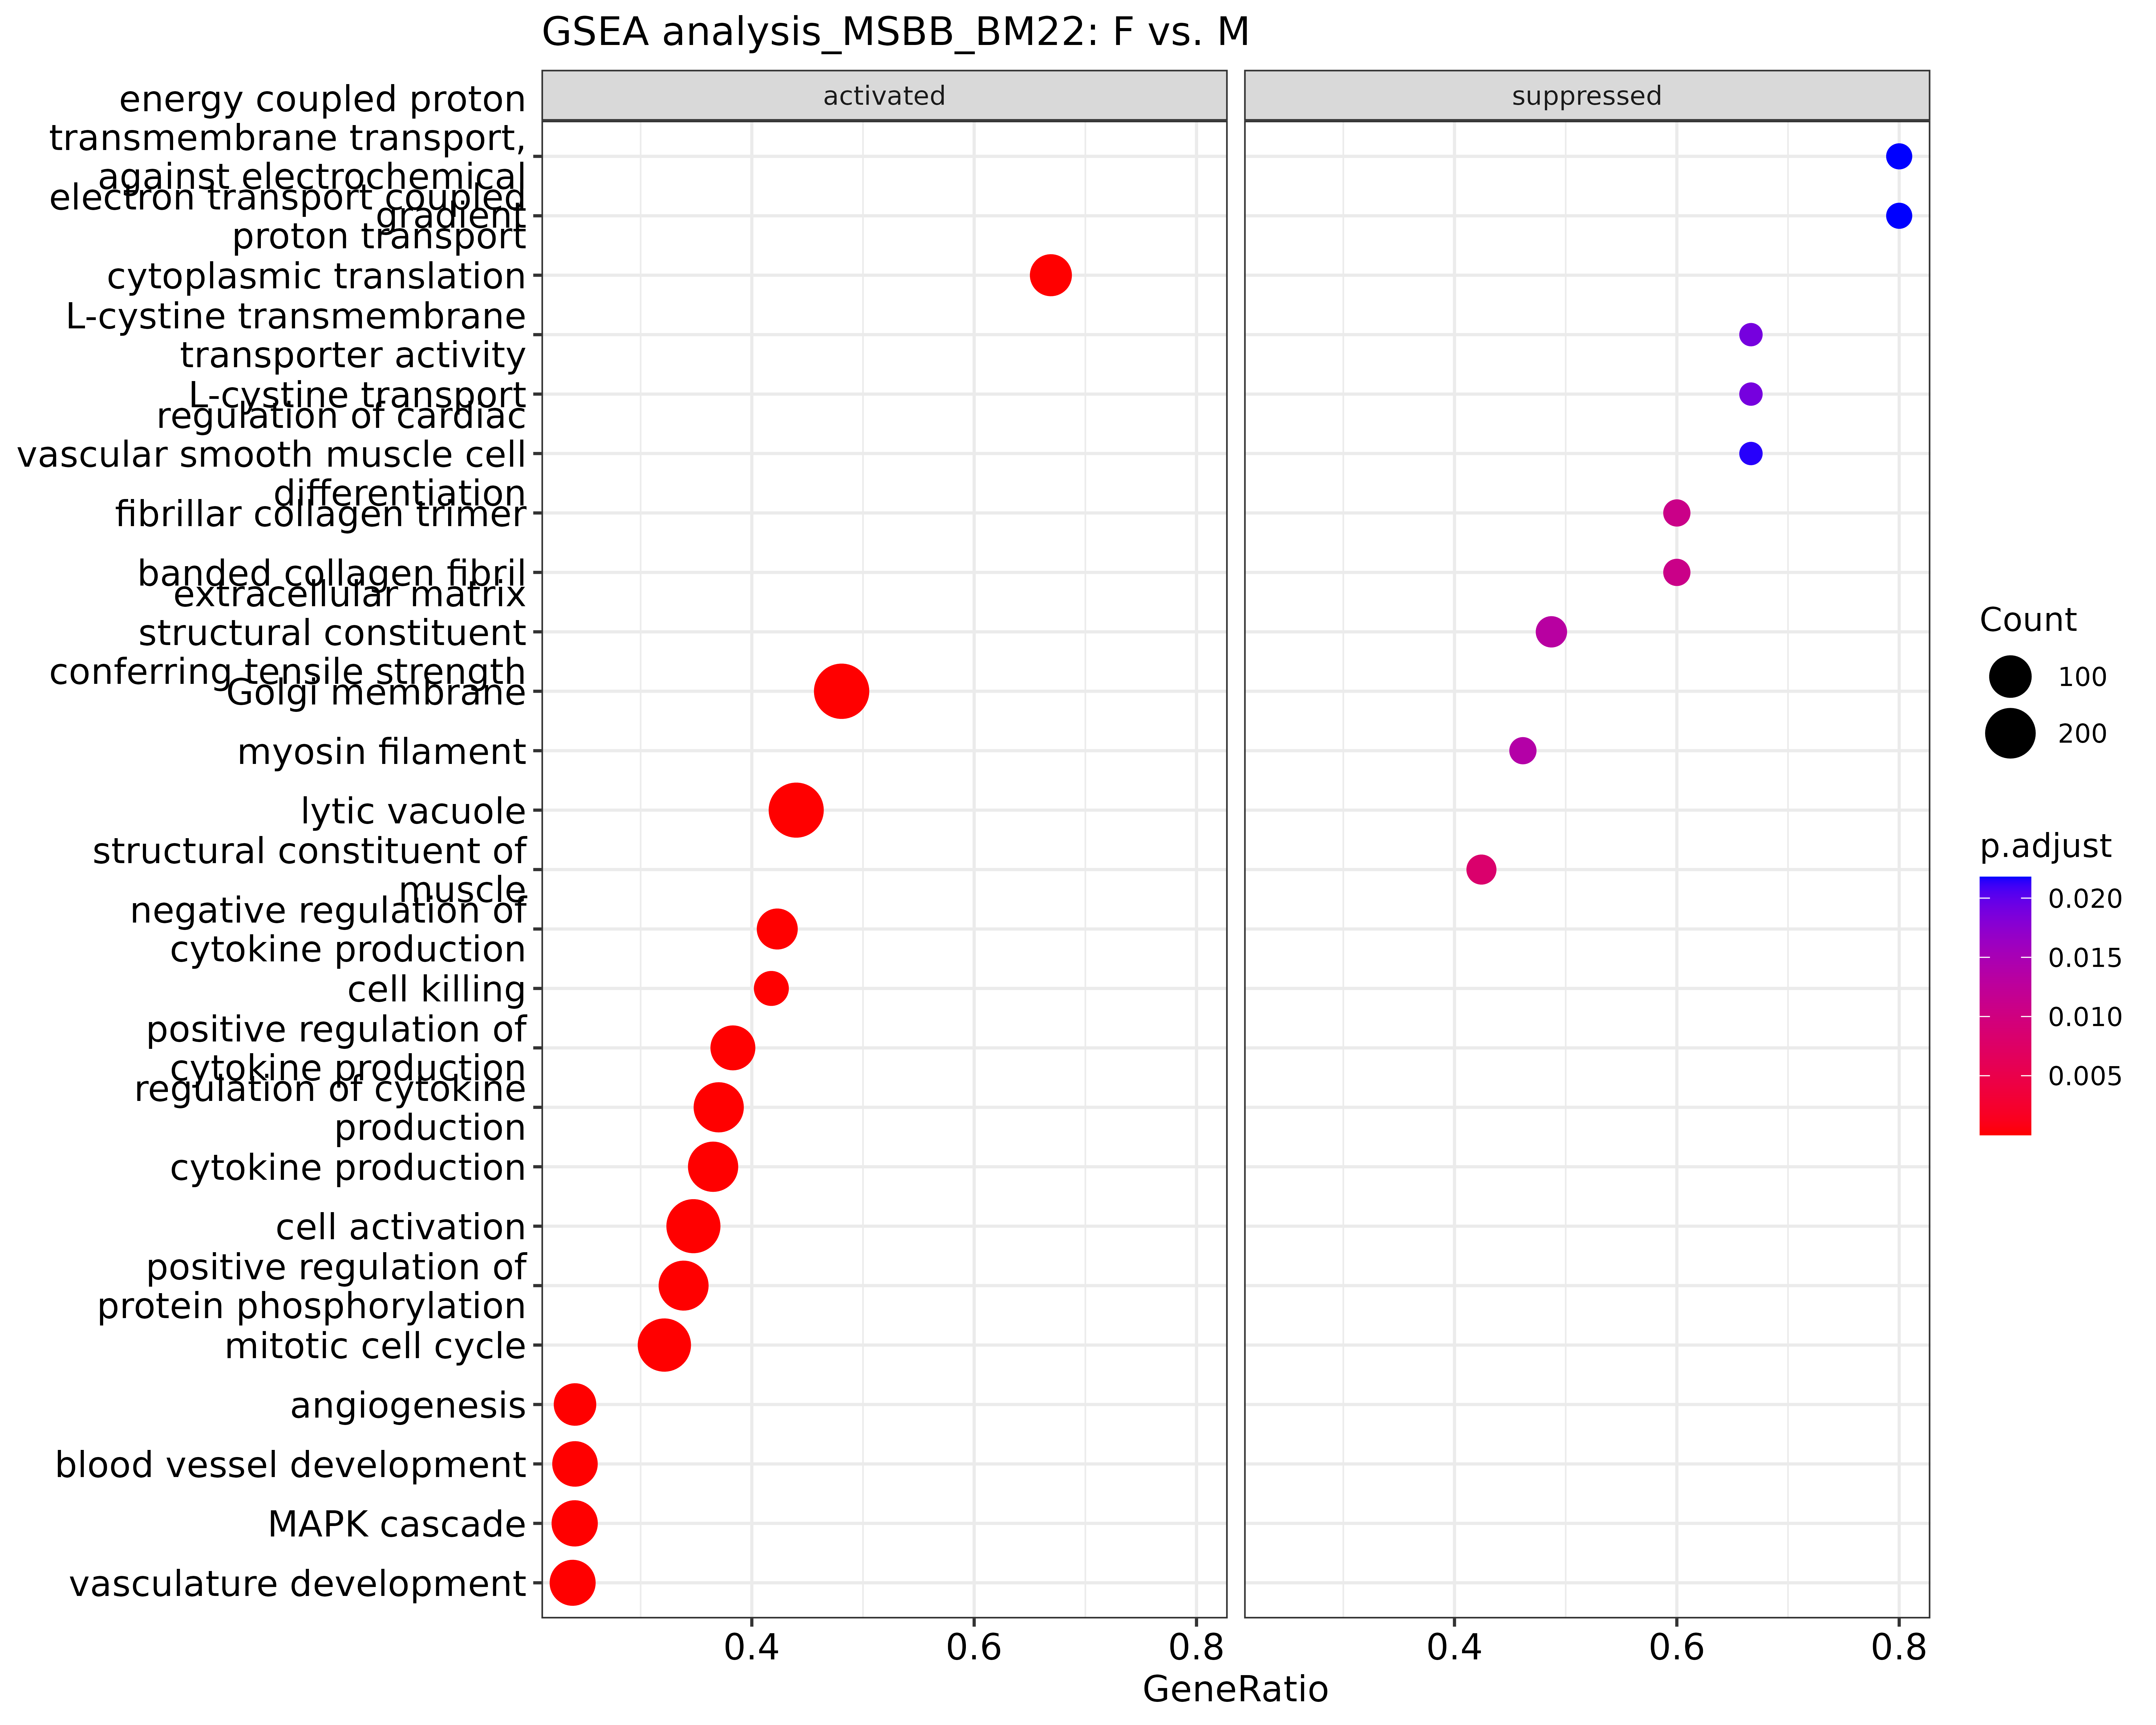 GSEA analysis_MSBB_BM22: F vs. M
activated
suppressed
energy coupled proton
transmembrane transport,
against electrochemical
gradient
electron transport coupled
proton transport
cytoplasmic translation
L-cystine transmembrane
transporter activity
L-cystine transport
regulation of cardiac
vascular smooth muscle cell
differentiation
fibrillar collagen trimer
banded collagen fibril
extracellular matrix
structural constituent
conferring tensile strength
Golgi membrane
myosin filament
lytic vacuole
structural constituent of
muscle
negative regulation of
cytokine production
cell killing
positive regulation of
cytokine production
regulation of cytokine
production
cytokine production
cell activation
positive regulation of
protein phosphorylation
mitotic cell cycle
angiogenesis
blood vessel development
MAPK cascade
vasculature development
0.4 0.6 0.8
0.4 0.6 0.8
GeneRatio
Count
100
200
p.adjust
0.020
0.015
0.010
0.005